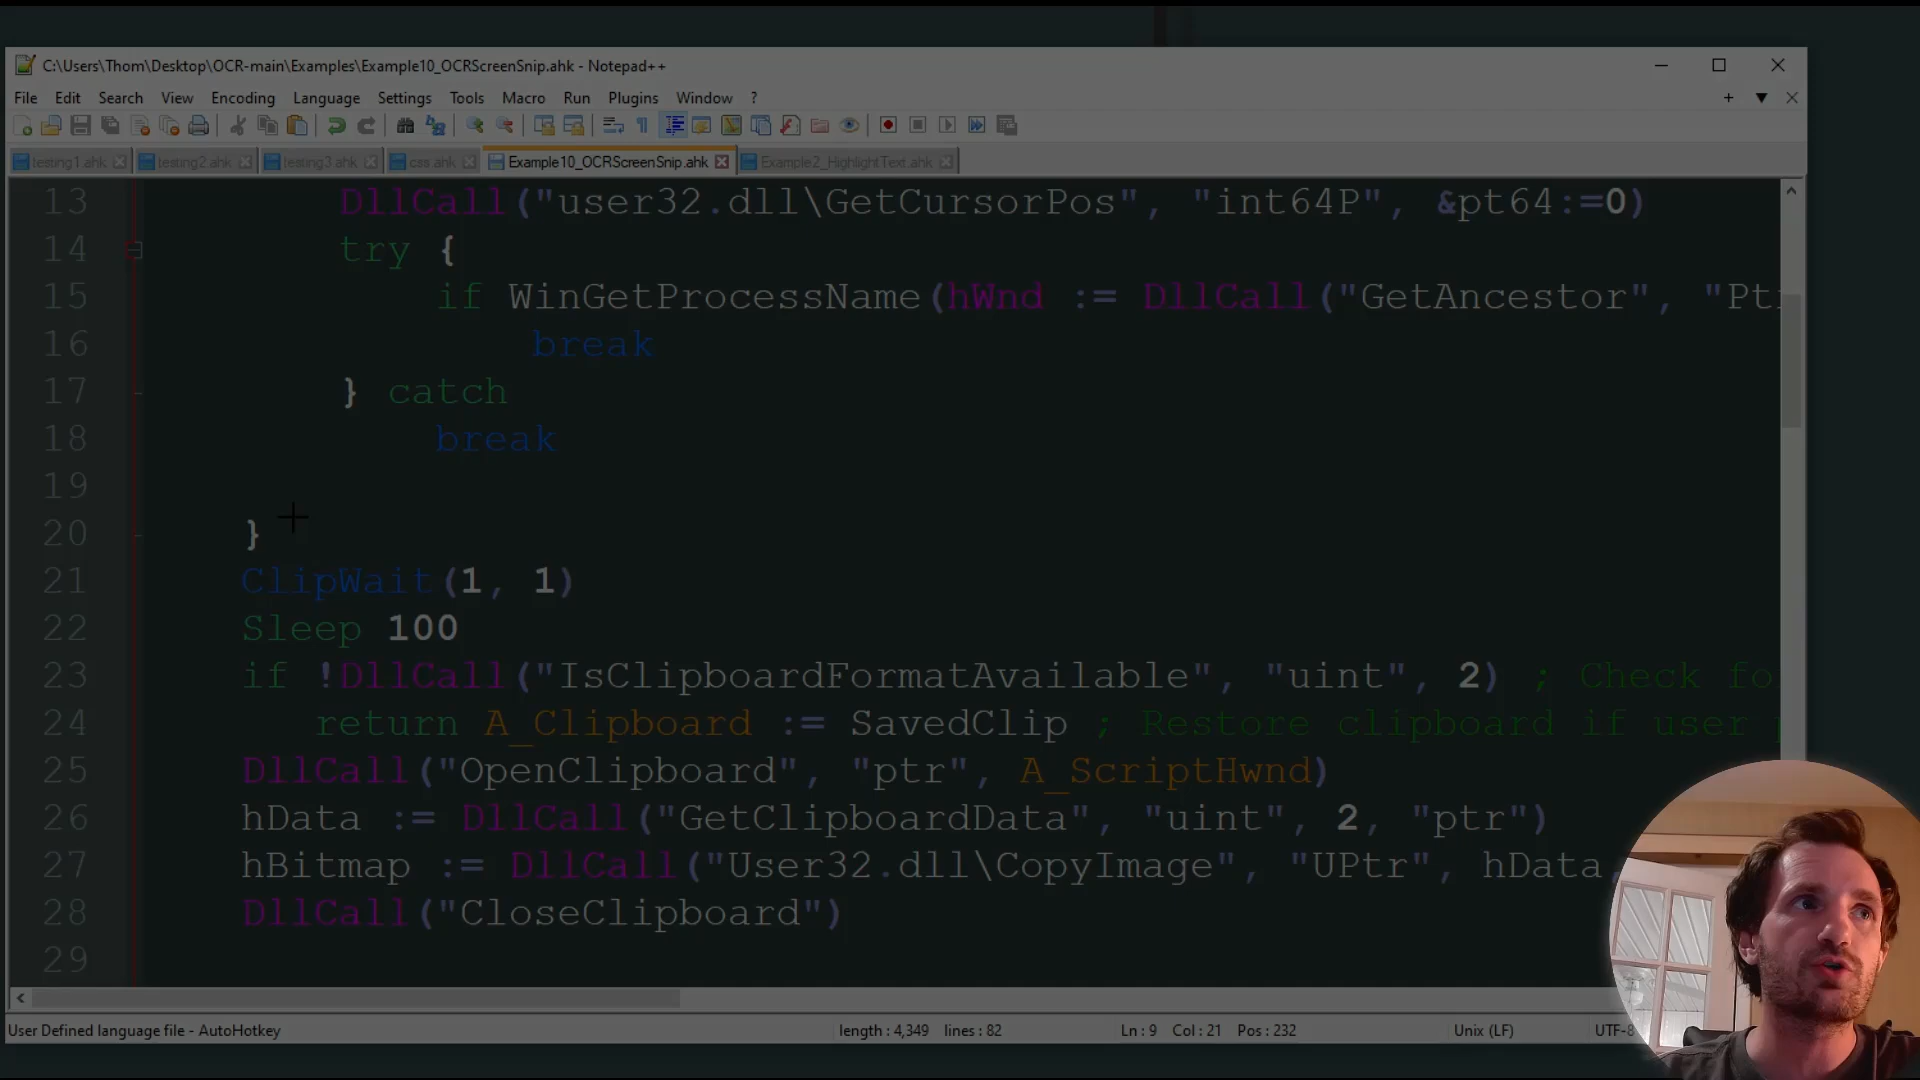 C:\Users\Thom\Desktop\OCR-main\Examples\Example10_OCRScreenSnip.ahk - Notepad++
File Edit Search View Encoding Language Settings Tools Macro Run Plugins Window ?
testing1.ahk testing2.ahk testing3.ahk css.ahk Example10_OCRScreenSnip.ahk Example2_HighlightText.ahk
13 DllCall("user32.dll\GetCursorPos", "int64P", &pt64:=0)
14 try {
15 if WinGetProcessName(hWnd := DllCall("GetAncestor", "Pt
16 break
17 } catch
18 break
19
20 }
21 ClipWait(1, 1)
22 Sleep 100
23 if !DllCall("IsClipboardFormatAvailable", "uint", 2) ; Check fo
24 return A_Clipboard := SavedClip ; Restore clipboard if user
25 DllCall("OpenClipboard", "ptr", A_ScriptHwnd)
26 hData := DllCall("GetClipboardData", "uint", 2, "ptr")
27 hBitmap := DllCall("User32.dll\CopyImage", "UPtr", hData,
28 DllCall("CloseClipboard")
29
User Defined language file - AutoHotkey length : 4,349 lines : 82 Ln : 9 Col : 21 Pos : 232 Unix (LF) UTF-8